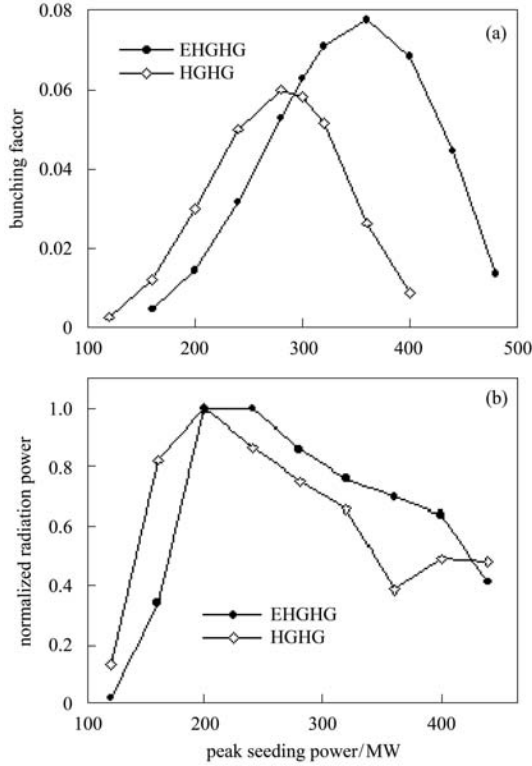 (a)
EHGHG
HGHG
bunching factor
0.08
0.06
0.04
0.02
0
100
200
300
400
500
(b)
EHGHG
HGHG
normalized radiation power
1.0
0.8
0.6
0.4
0.2
0
100
200
300
400
peak seeding power/MW